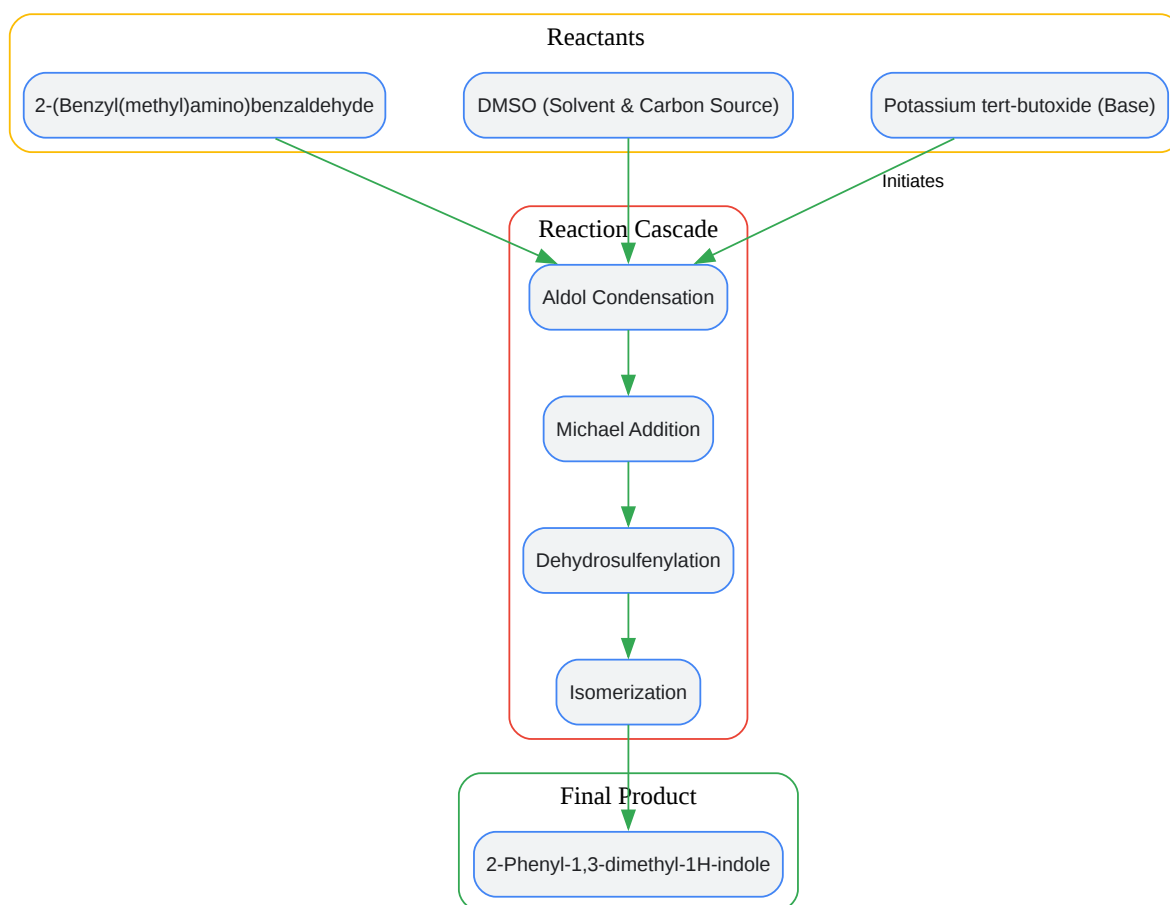 Reactants
2-(Benzyl(methyl)amino)benzaldehyde
DMSO (Solvent & Carbon Source)
Potassium tert-butoxide (Base)
Initiates
Reaction Cascade
Aldol Condensation
Michael Addition
Dehydrosulfenylation
Isomerization
Final Product
2-Phenyl-1,3-dimethyl-1H-indole